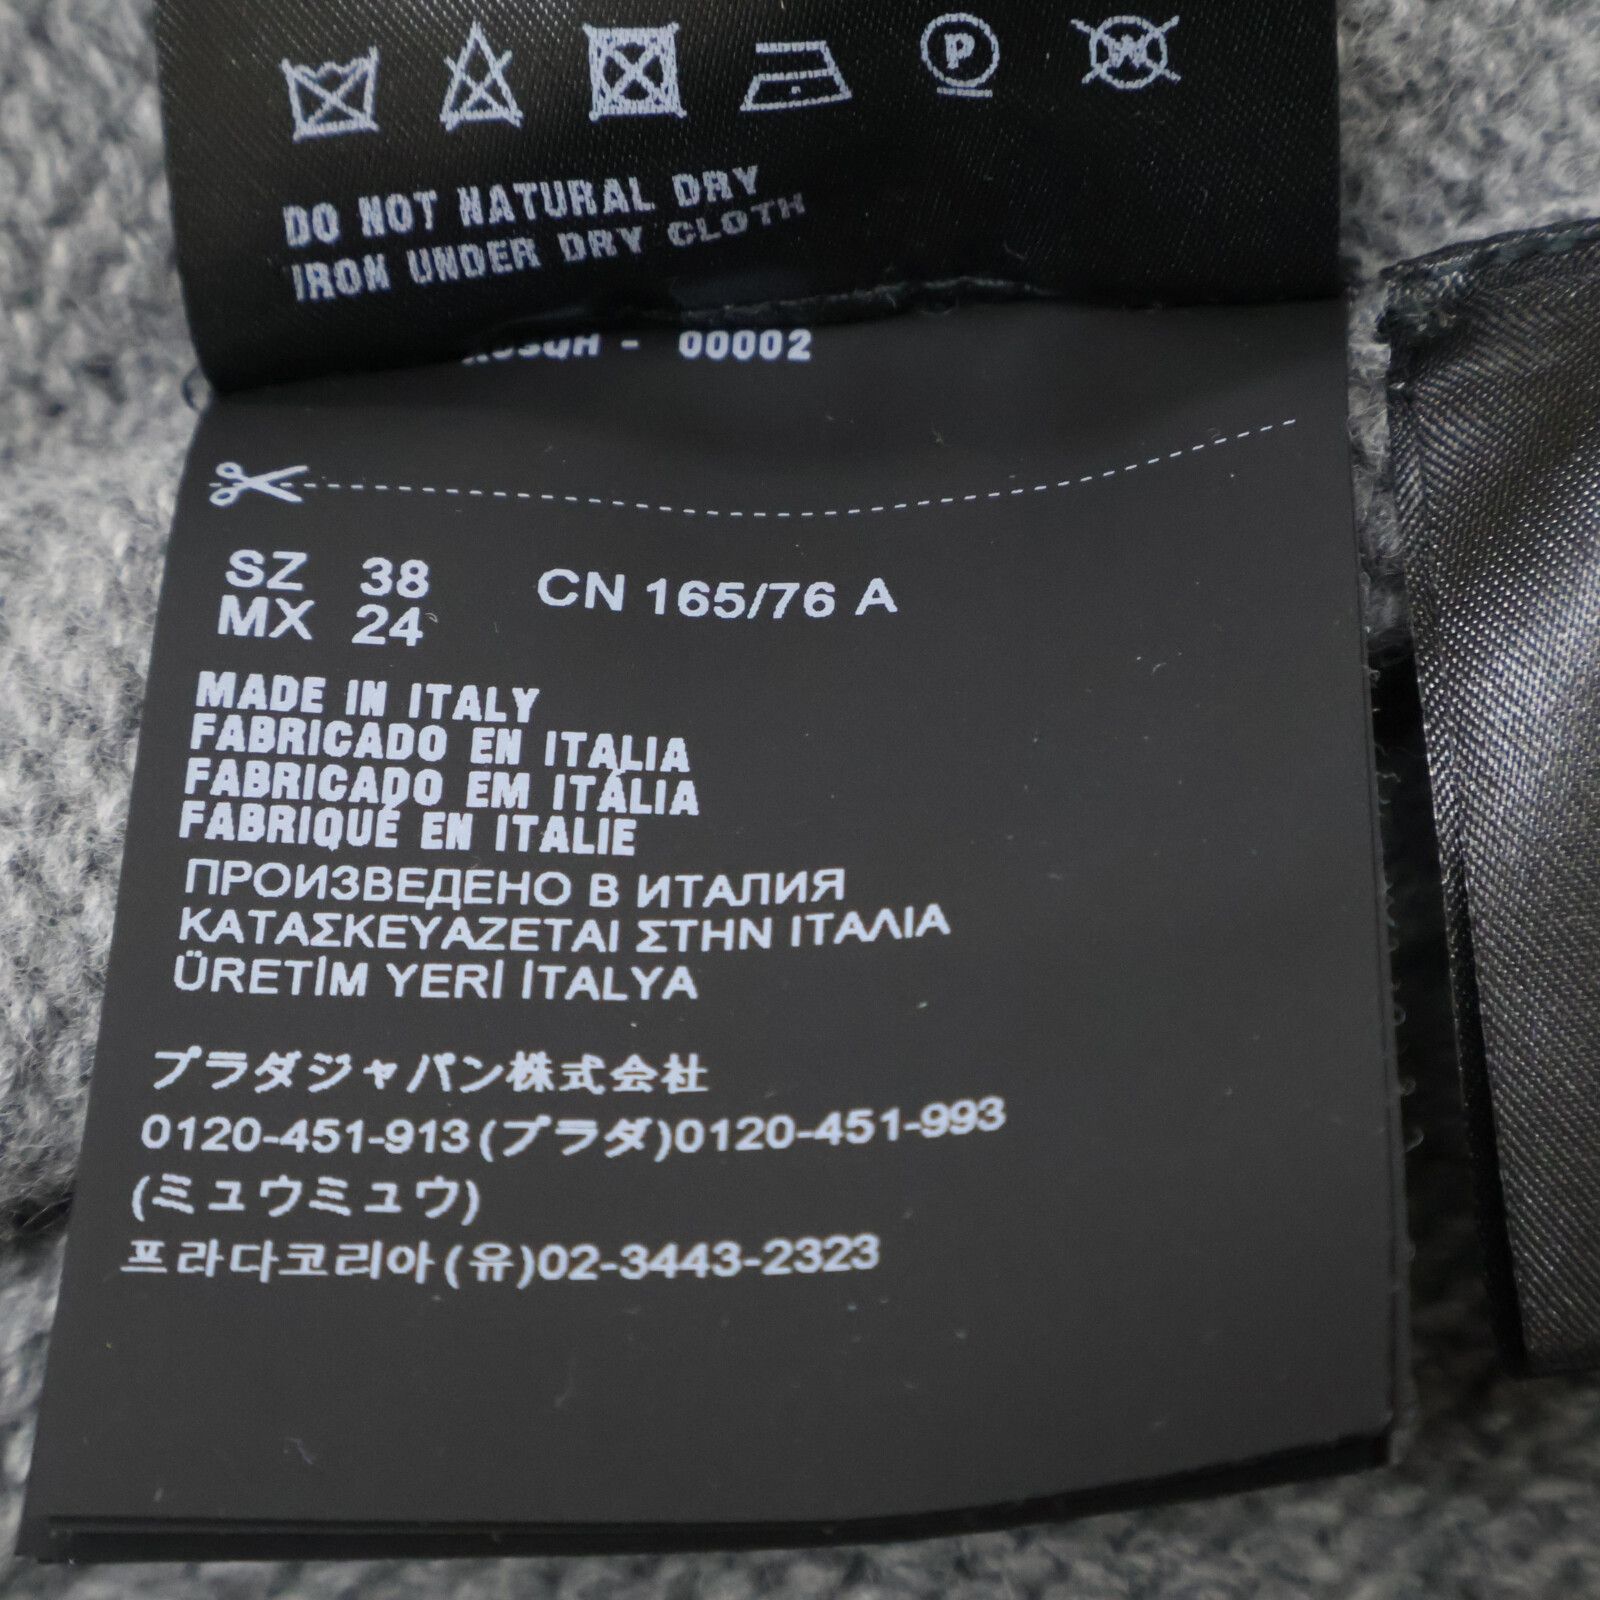 DO NOT NATURAL DRY
IRON UNDER DRY CLOTH
- 00002
SZ 38 CN 165/76 A
MX 24
MADE IN ITALY
FABRICADO EN ITALIA
FABRICADO EM ITÁLIA
FABRIQUÉ EN ITALIE
ПРОИЗВЕДЕНО В ИТАЛИЯ
ΚΑΤΑΣΚΕΥΑΖΕΤΑΙ ΣΤΗΝ ΙΤΑΛΙΑ
ÜRETİM YERİ İTALYA
プラダジャパン株式会社
0120-451-913(プラダ)0120-451-993
(ミュウミュウ)
프라다코리아(유)02-3443-2323